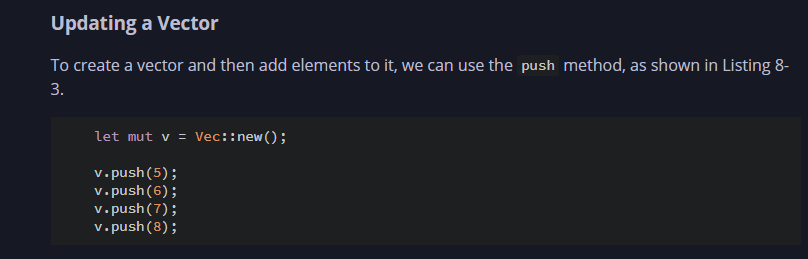 Updating a Vector
To create a vector and then add elements to it, we can use the push method, as shown in Listing 8-
3.
let mut v = Vec::new();
v.push(5);
v.push(6);
v.push(7);
v.push(8);